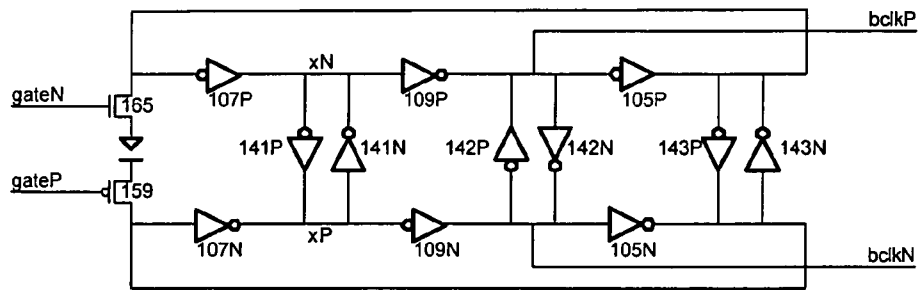 bclkP
xN
107P
109P
105P
gateN
165
141P
141N
142P
142N
143P
143N
gateP
159
xP
107N
109N
105N
bclkN